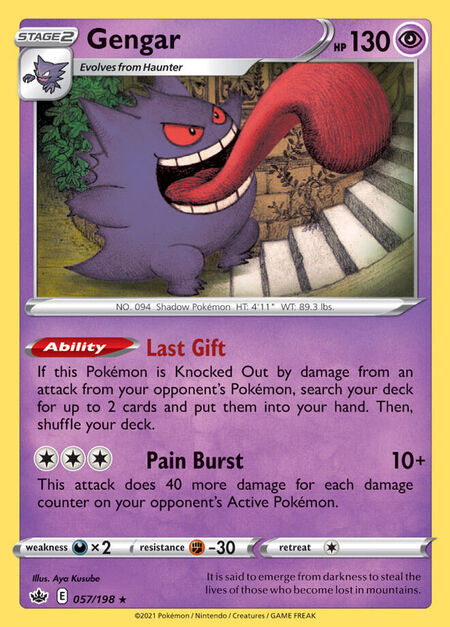 STAGE 2
Gengar
HP 130
Evolves from Haunter
NO. 094 Shadow Pokémon HT: 4'11" WT: 89.3 lbs.
Ability Last Gift
If this Pokémon is Knocked Out by damage from an
attack from your opponent's Pokémon, search your deck
for up to 2 cards and put them into your hand. Then,
shuffle your deck.
Pain Burst 10+
This attack does 40 more damage for each damage
counter on your opponent's Active Pokémon.
weakness ×2 resistance -30 retreat
Illus. Aya Kusube
E 057/198 ★
It is said to emerge from darkness to steal the
lives of those who become lost in mountains.
©2021 Pokémon / Nintendo / Creatures / GAME FREAK